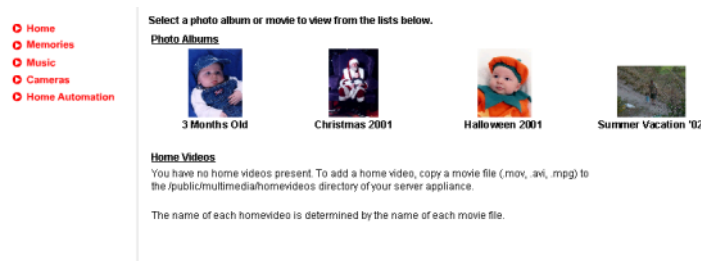 Home
Memories
Music
Cameras
Home Automation
Select a photo album or movie to view from the lists below.
Photo Albums
3 Months Old
Christmas 2001
Halloween 2001
Summer Vacation '02
Home Videos
You have no home videos present. To add a home video, copy a movie file (.mov, .avi, .mpg) to
the /public/multimedia/homevideos directory of your server appliance.
The name of each homevideo is determined by the name of each movie file.